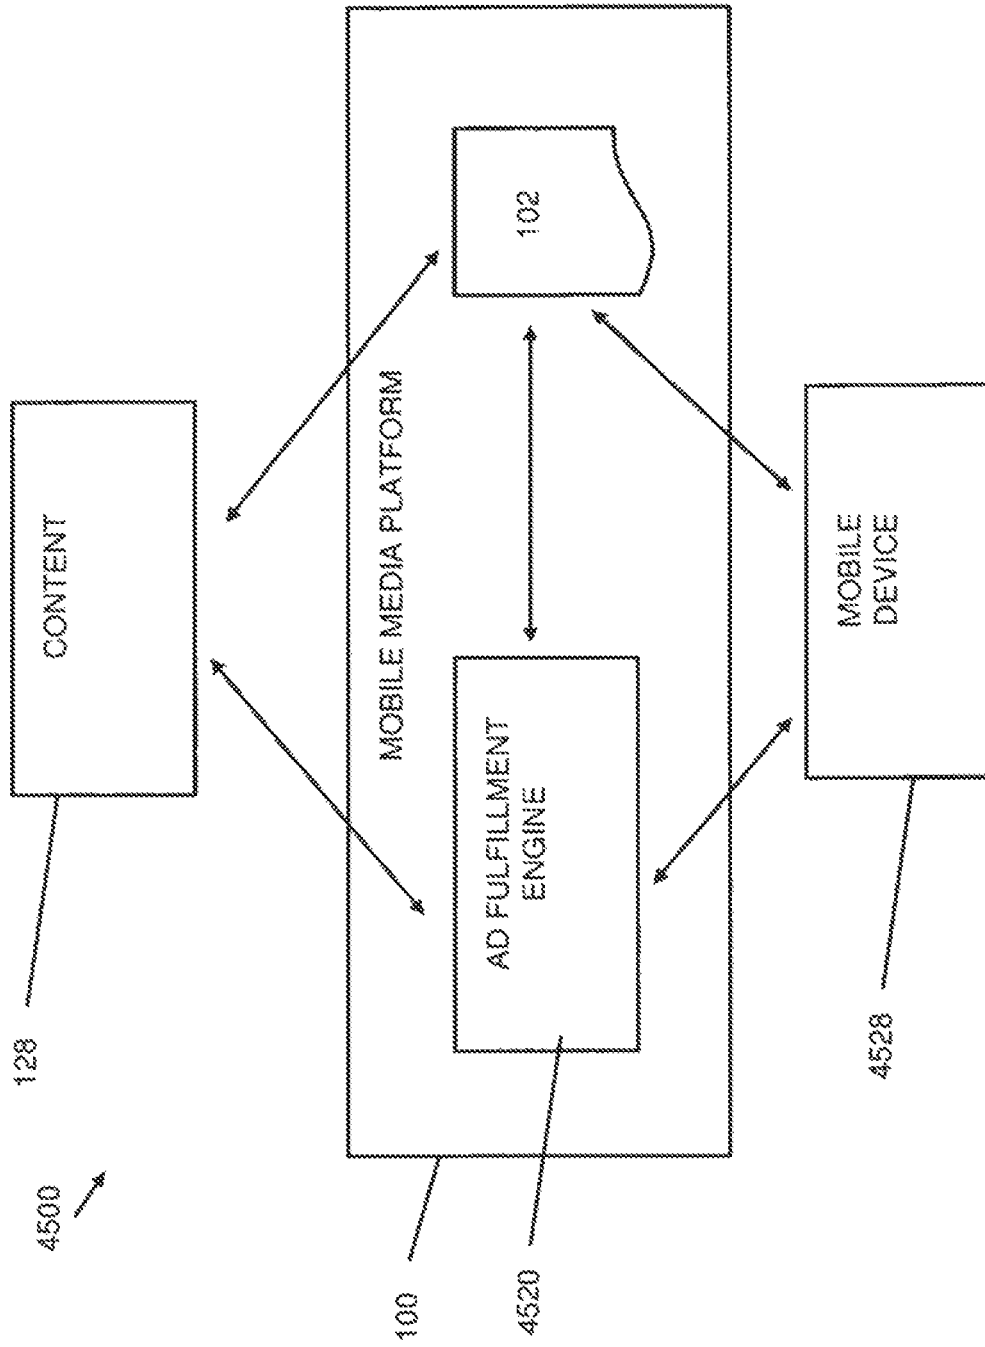 4500
128
CONTENT
100
MOBILE MEDIA PLATFORM
4520
AD FULFILLMENT
ENGINE
102
4528
MOBILE
DEVICE